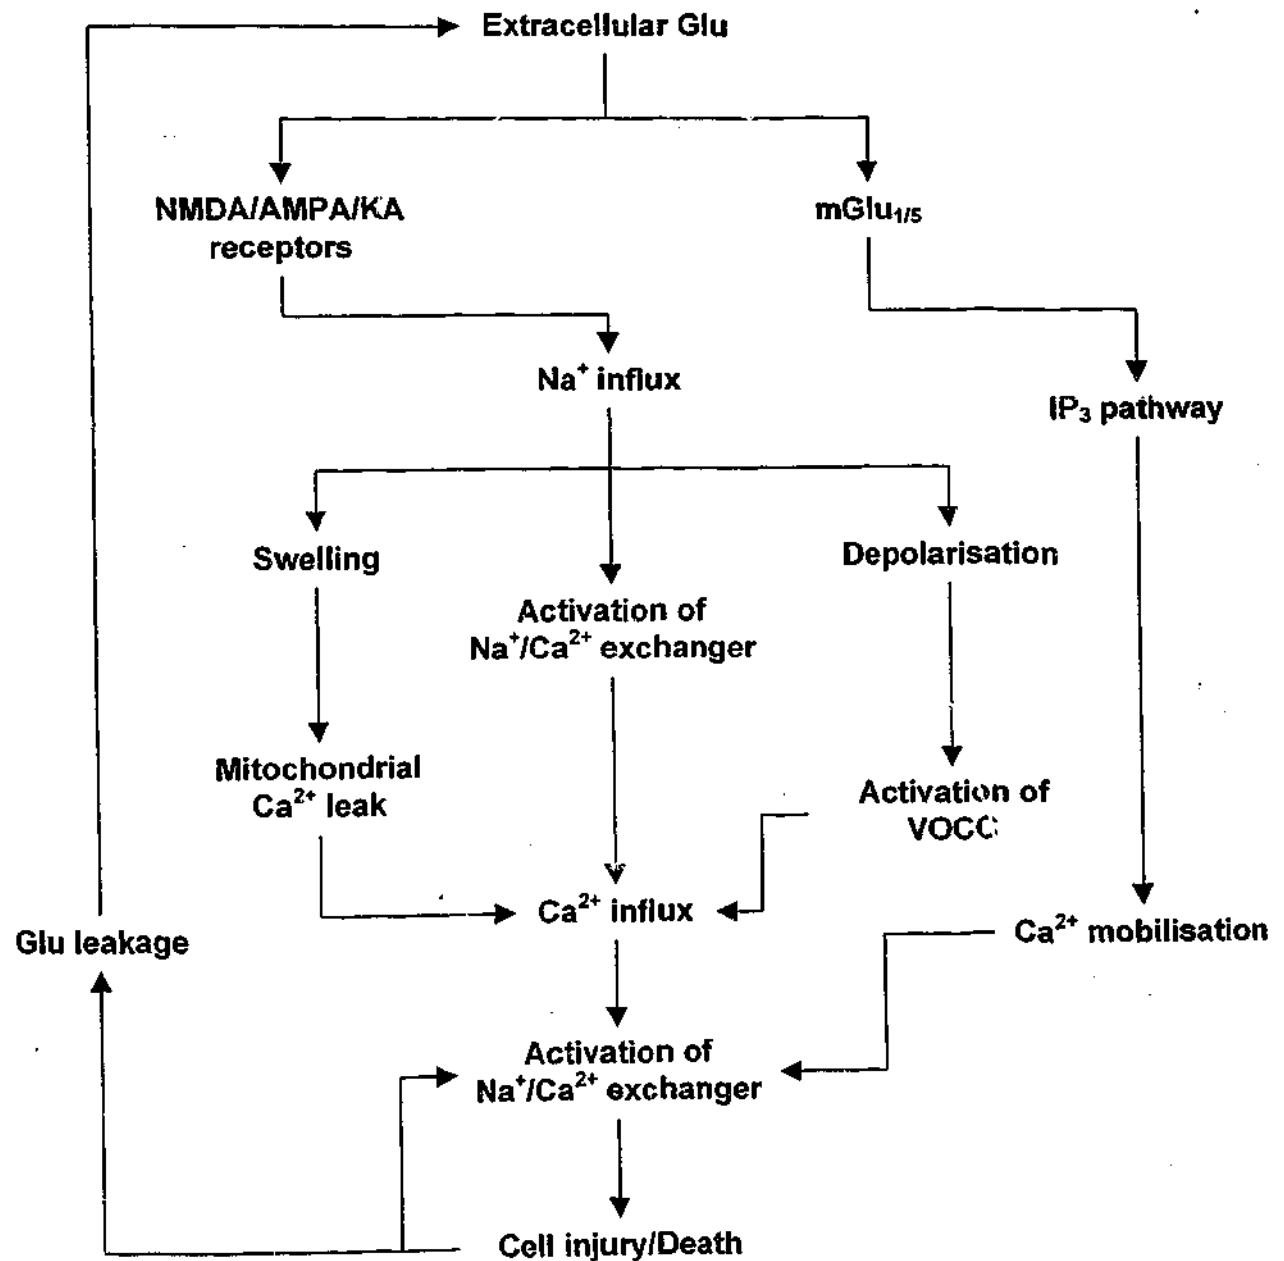 Extracellular Glu
NMDA/AMPA/KA
receptors
mGlu₁/₅
Na⁺ influx
IP₃ pathway
Swelling
Depolarisation
Activation of
Na⁺/Ca²⁺ exchanger
Mitochondrial
Ca²⁺ leak
Activation of
VOCC
Ca²⁺ influx
Glu leakage
Ca²⁺ mobilisation
Activation of
Na⁺/Ca²⁺ exchanger
Cell injury/Death